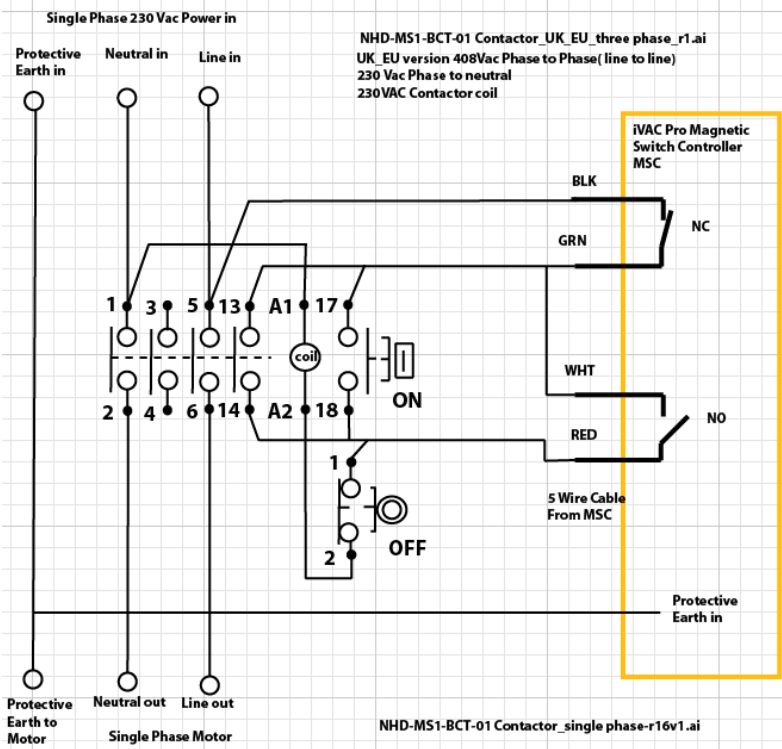 Single Phase 230 Vac Power in
NHD-MS1-BCT-01 Contactor_UK_EU_three phase_r1.ai
UK_EU version 408Vac Phase to Phase( line to line)
230 Vac Phase to neutral
230VAC Contactor coil
Protective
Earth in
Neutral in
Line in
iVAC Pro Magnetic
Switch Controller
MSC
BLK
NC
GRN
1 3 5 13 A1 17
coil
ON
WHT
2 4 6 14 A2 18
NO
RED
1
5 Wire Cable
From MSC
OFF
2
Protective
Earth in
Protective
Earth to
Motor
Neutral out
Line out
Single Phase Motor
NHD-MS1-BCT-01 Contactor_single phase-r16v1.ai